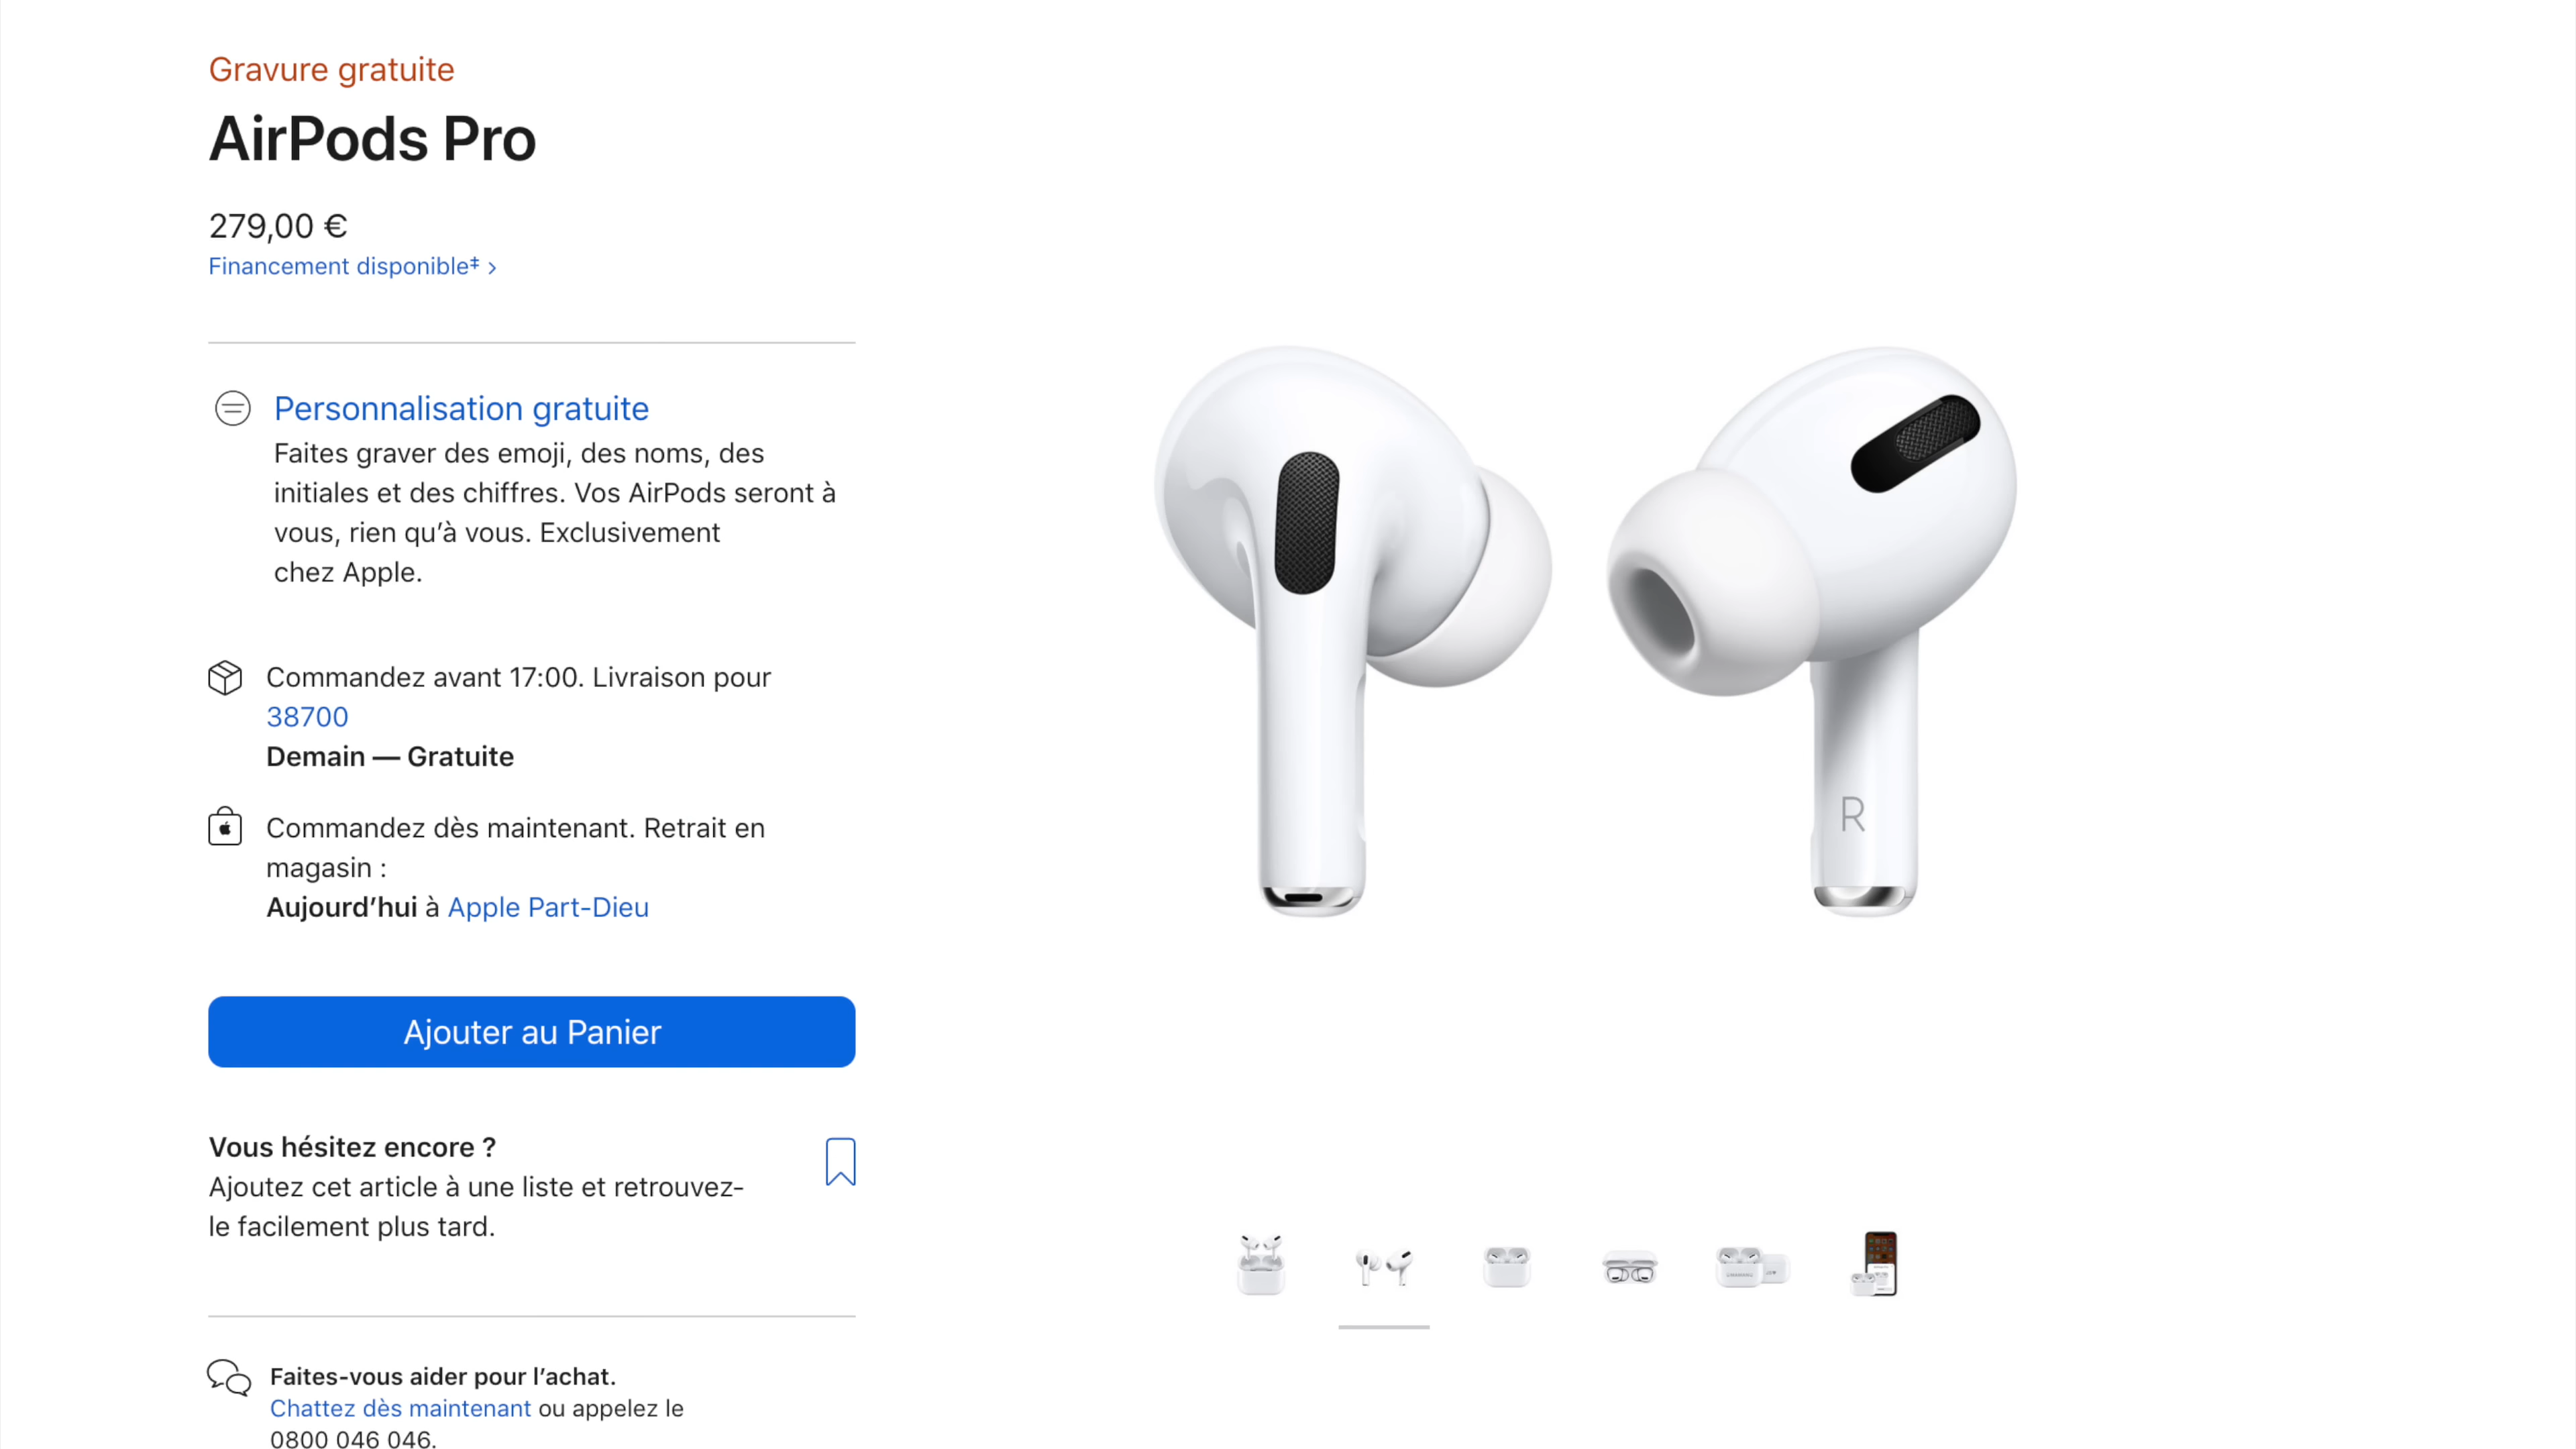 Gravure gratuite
AirPods Pro
279,00 €
Financement disponible‡ >
Personnalisation gratuite
Faites graver des emoji, des noms, des
initiales et des chiffres. Vos AirPods seront à
vous, rien qu’à vous. Exclusivement
chez Apple.
Commandez avant 17:00. Livraison pour
38700
Demain — Gratuite
Commandez dès maintenant. Retrait en
magasin :
Aujourd’hui à Apple Part-Dieu
Ajouter au Panier
Vous hésitez encore ?
Ajoutez cet article à une liste et retrouvez-
le facilement plus tard.
Faites-vous aider pour l’achat.
Chattez dès maintenant ou appelez le
0800 046 046.
R